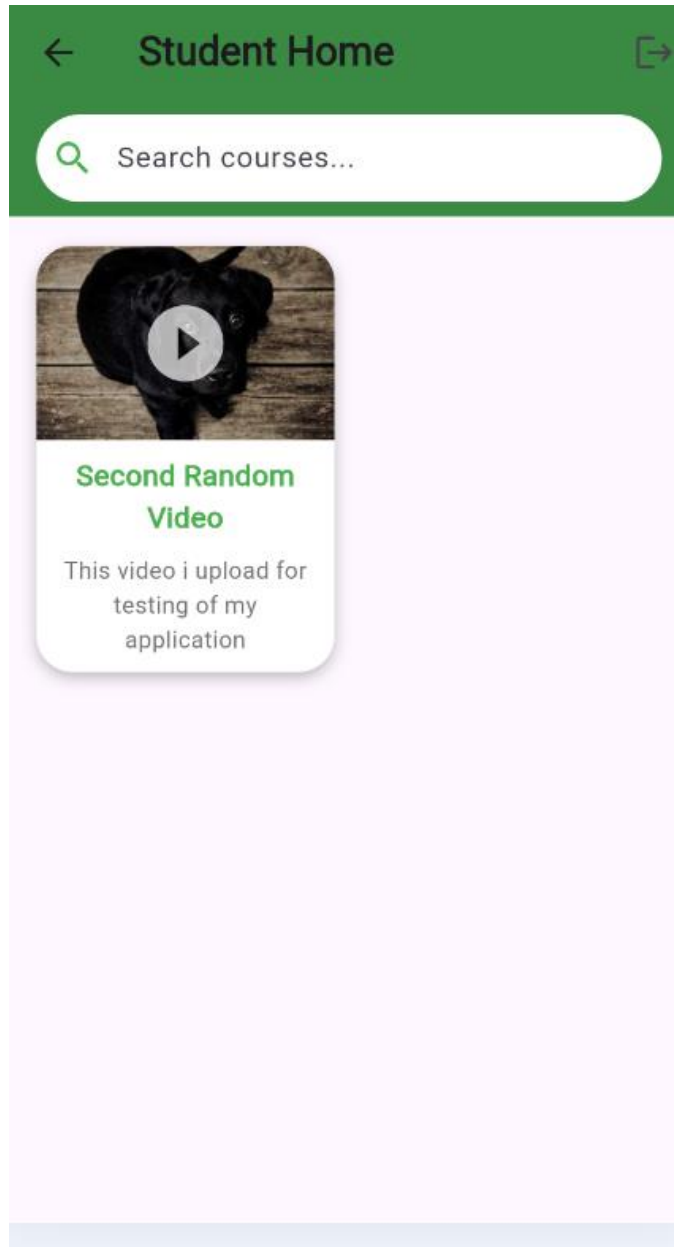 Student Home
Search courses...
Second Random
Video
This video i upload for
testing of my
application